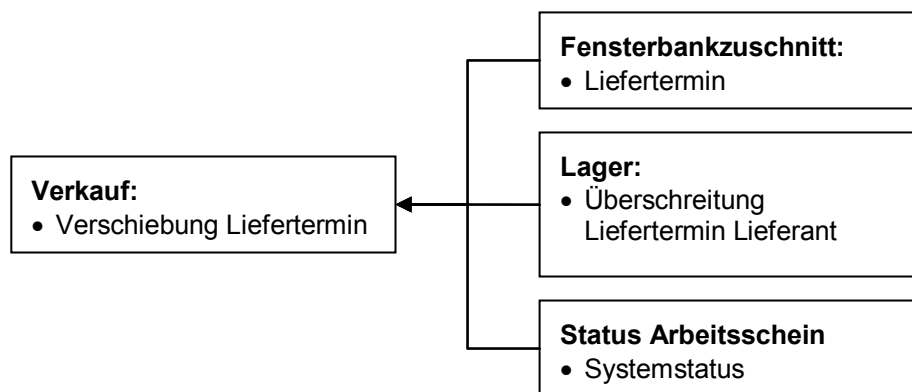 Verkauf:
• Verschiebung Liefertermin
Fensterbankzuschnitt:
• Liefertermin
Lager:
• Überschreitung
Liefertermin Lieferant
Status Arbeitsschein
• Systemstatus